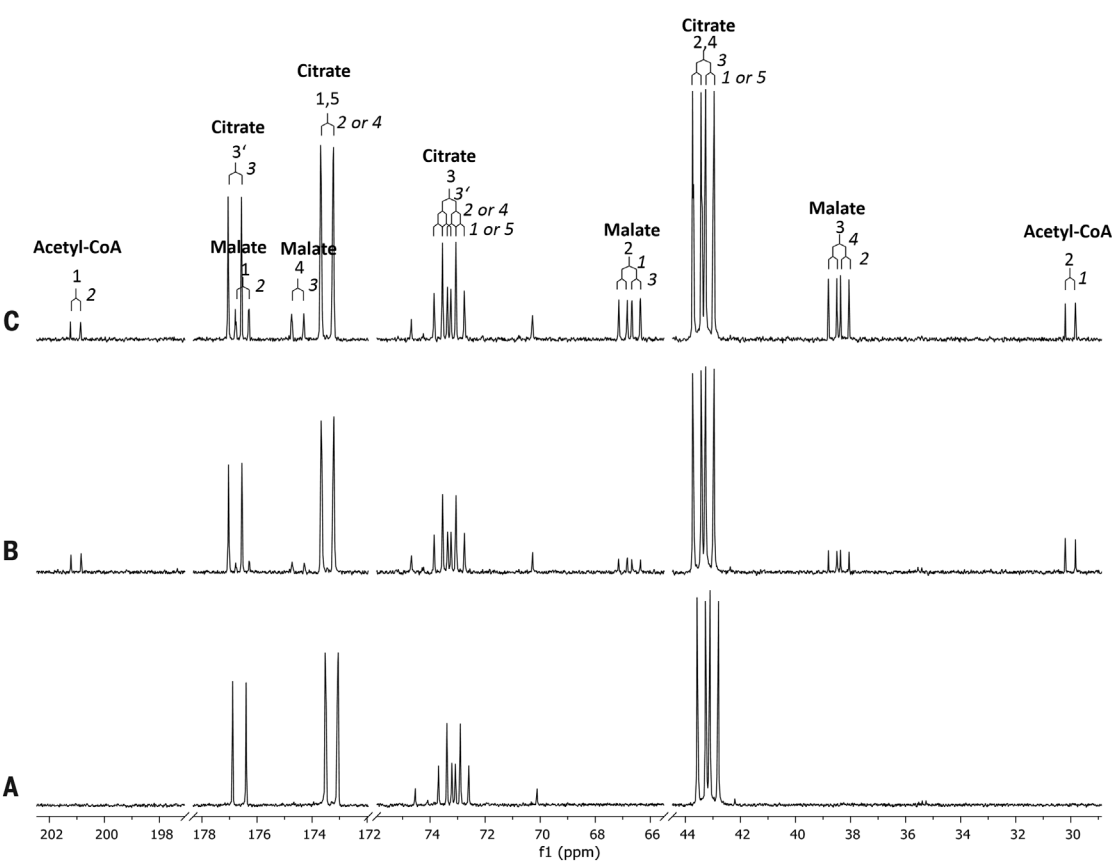 Citrate
2,4
3
1 or 5
Citrate
1,5
2 or 4
Citrate
3‘
3
Citrate
3
3‘
2 or 4
1 or 5
Malate
3
4
2
Malate
2
1
3
Acetyl-CoA
2
1
Acetyl-CoA
1
2
Malate
1
2
Malate
4
3
C
B
A
202 200 198 178 176 174 172 74 72 70 68 66 44 42 40 38 36 34 32 30
f1 (ppm)